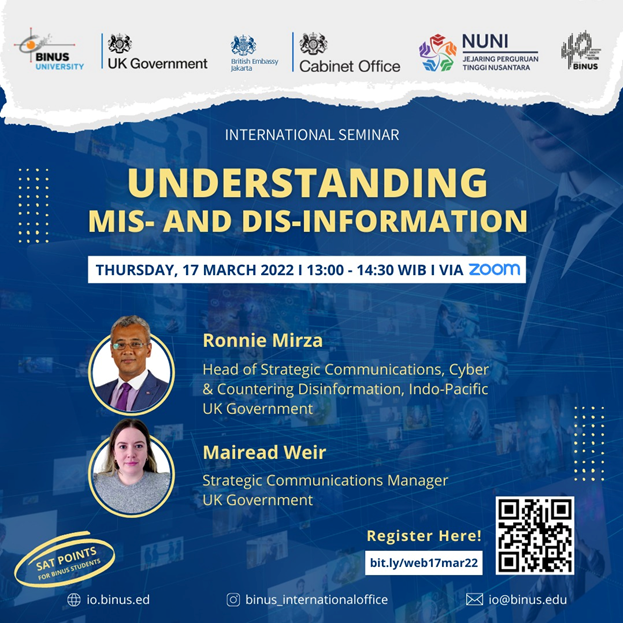 BINUS
UNIVERSITY
UK Government
British Embassy
Jakarta
Cabinet Office
NUNI
JEJARING PERGURUAN
TINGGI NUSANTARA
40
BINUS
INTERNATIONAL SEMINAR
UNDERSTANDING
MIS- AND DIS-INFORMATION
THURSDAY, 17 MARCH 2022 I 13:00 - 14:30 WIB I VIA zoom
Ronnie Mirza
Head of Strategic Communications, Cyber
& Countering Disinformation, Indo-Pacific
UK Government
Mairead Weir
Strategic Communications Manager
UK Government
Register Here!
bit.ly/web17mar22
SAT POINTS
FOR BINUS STUDENTS
io.binus.ed
binus_internationaloffice
io@binus.edu